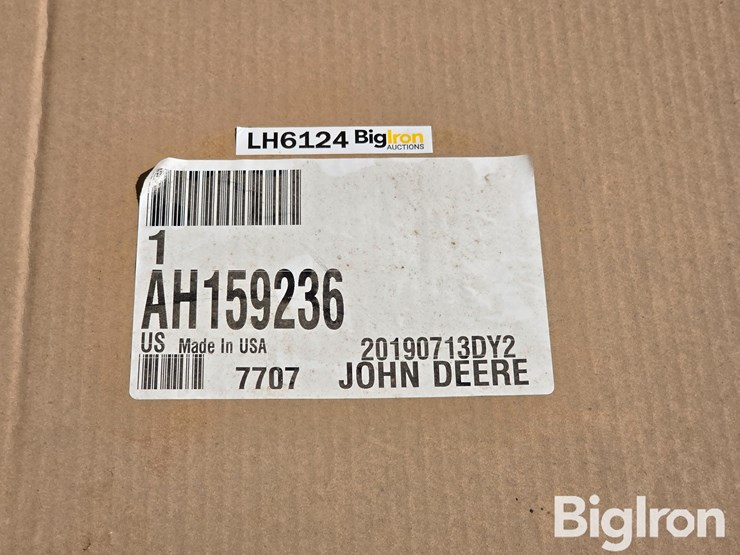 LH6124 BigIron
AUCTIONS
1
AH159236
US Made In USA
20190713DY2
7707 JOHN DEERE
BigIron